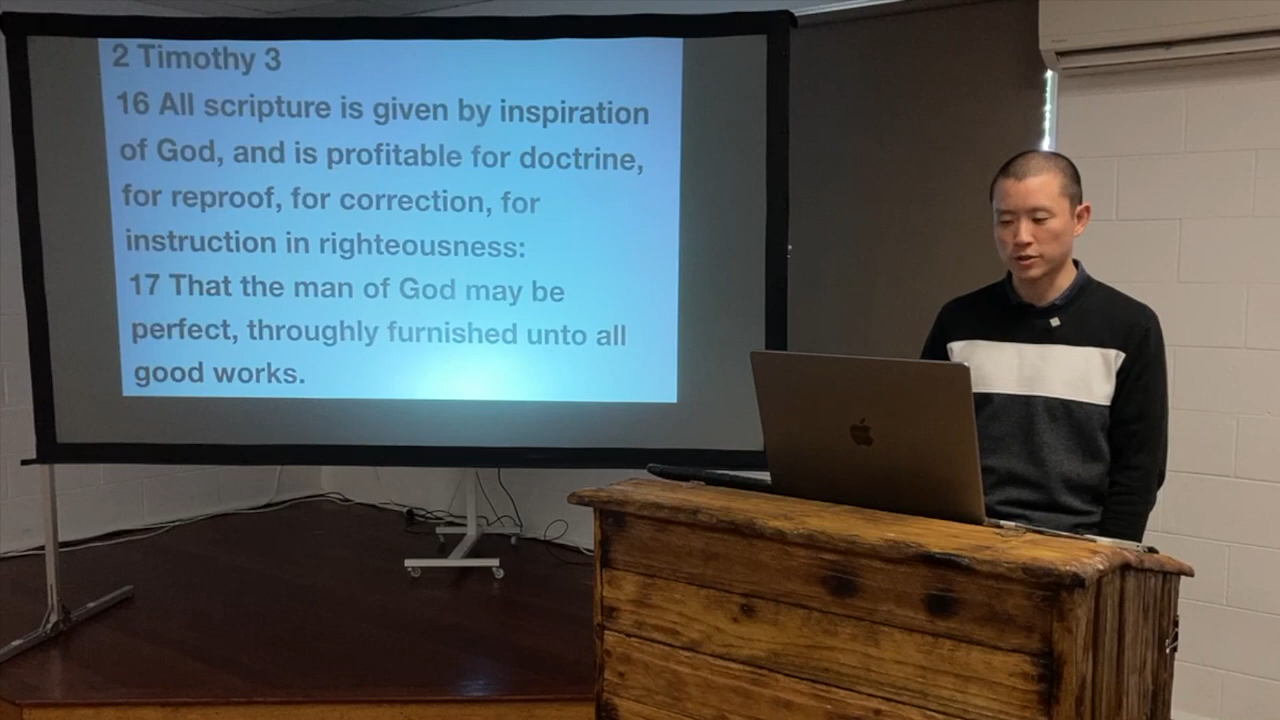 2 Timothy 3
16 All scripture is given by inspiration
of God, and is profitable for doctrine,
for reproof, for correction, for
instruction in righteousness:
17 That the man of God may be
perfect, throughly furnished unto all
good works.